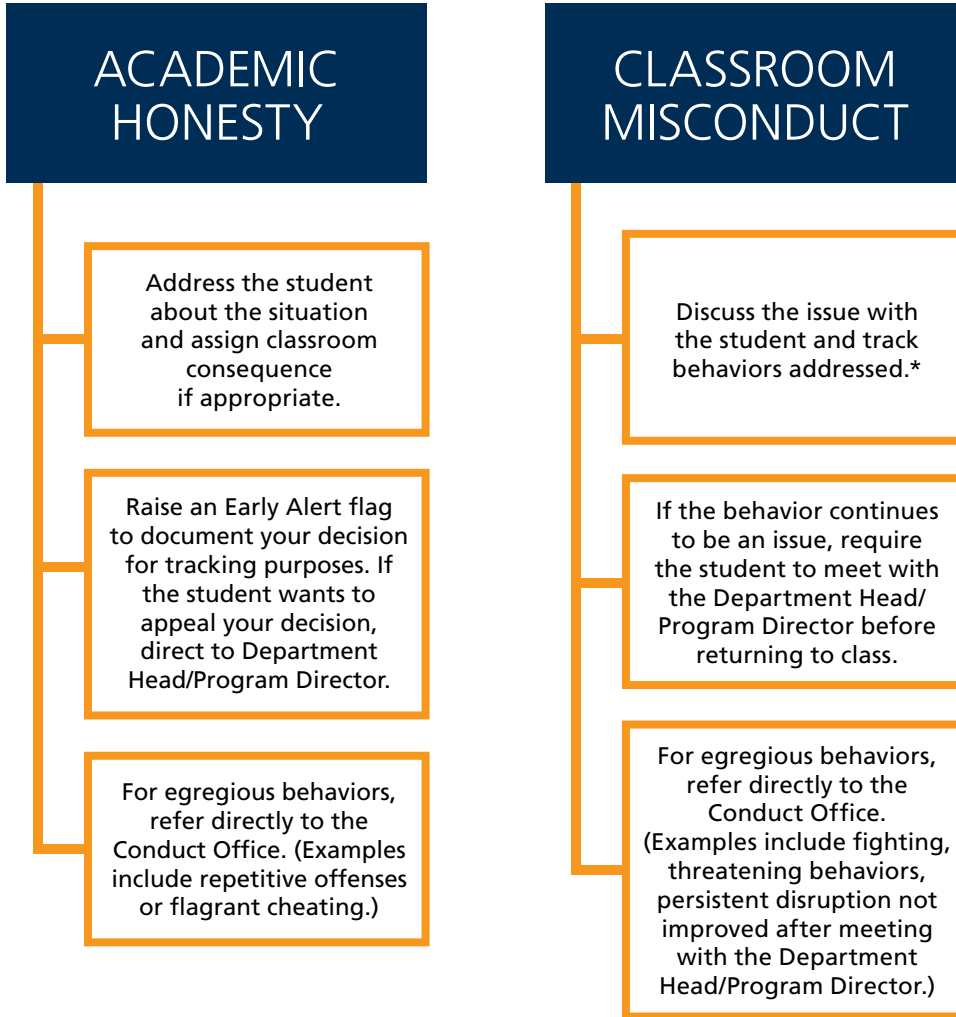 ACADEMIC
HONESTY
Address the student
about the situation
and assign classroom
consequence
if appropriate.
Raise an Early Alert flag
to document your decision
for tracking purposes. If
the student wants to
appeal your decision,
direct to Department
Head/Program Director.
For egregious behaviors,
refer directly to the
Conduct Office. (Examples
include repetitive offenses
or flagrant cheating.)
CLASSROOM
MISCONDUCT
Discuss the issue with
the student and track
behaviors addressed.*
If the behavior continues
to be an issue, require
the student to meet with
the Department Head/
Program Director before
returning to class.
For egregious behaviors,
refer directly to the
Conduct Office.
(Examples include fighting,
threatening behaviors,
persistent disruption not
improved after meeting
with the Department
Head/Program Director.)